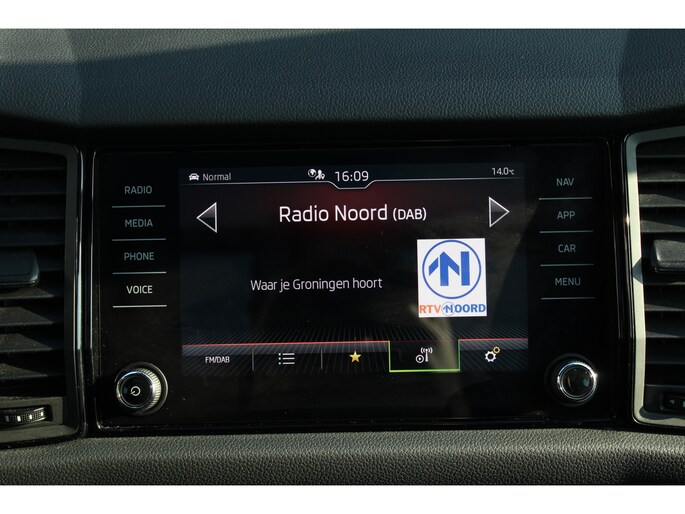 Normal
16:09
14.0°C
RADIO
MEDIA
PHONE
VOICE
NAV
APP
CAR
MENU
Radio Noord (DAB)
Waar je Groningen hoort
N
RTV NOORD
FM/DAB